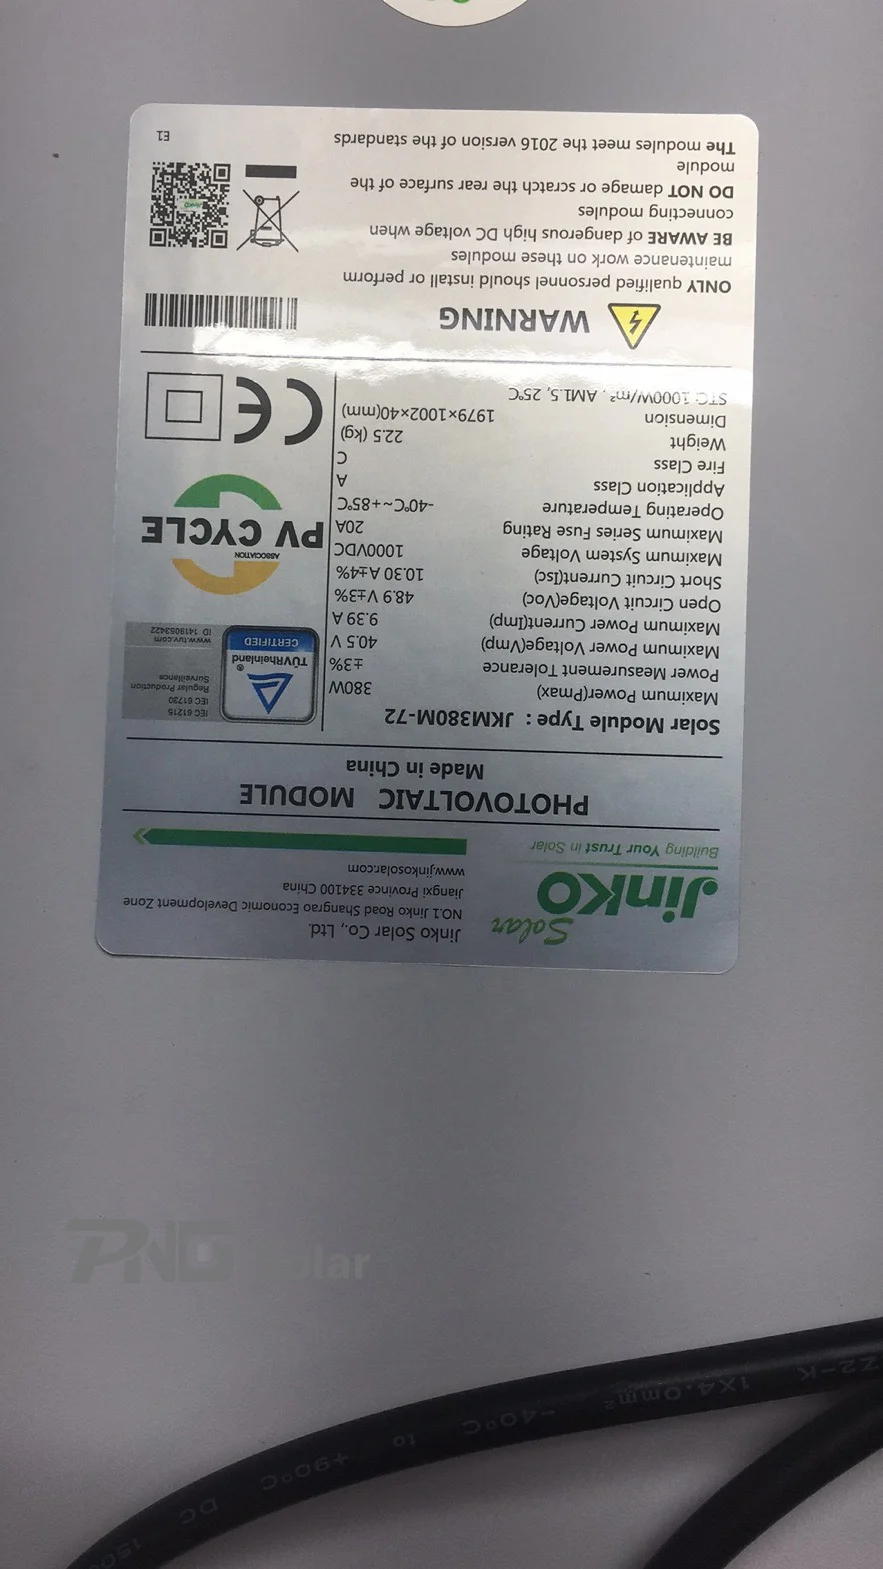 Jinko Solar Co., Ltd.
NO.1 Jinko Road Shangrao Economic Development Zone
Jiangxi Province 334100 China
www.jinkosolar.com
JinKO Solar
Building Your Trust in Solar
PHOTOVOLTAIC MODULE
Made in China
Solar Module Type : JKM380M-72
Maximum Power(Pmax) 380W
Power Measurement Tolerance ±3%
Maximum Power Voltage(Vmp) 40.5 V
Maximum Power Current(Imp) 9.39 A
Open Circuit Voltage(Voc) 48.9 V±3%
Short Circuit Current(Isc) 10.30 A±4%
Maximum System Voltage 1000VDC
Maximum Series Fuse Rating 20A
Operating Temperature -40℃~+85℃
Application Class A
Fire Class C
Weight 22.5 (kg)
Dimension 1979×1002×40(mm)
STC: 1000W/m², AM1.5, 25℃
TÜVRheinland®
CERTIFIED
IEC 61215
IEC 61730
Regular Production
Surveillance
www.tuv.com
ID 1419053422
ASSOCIATION
PV CYCLE
CE
WARNING
ONLY qualified personnel should install or perform
maintenance work on these modules
BE AWARE of dangerous high DC voltage when
connecting modules
DO NOT damage or scratch the rear surface of the
module
The modules meet the 2016 version of the standards
E1
JinKO
PNG Solar
Z2-K 1X4.0mm² -40°C to +90°C DC